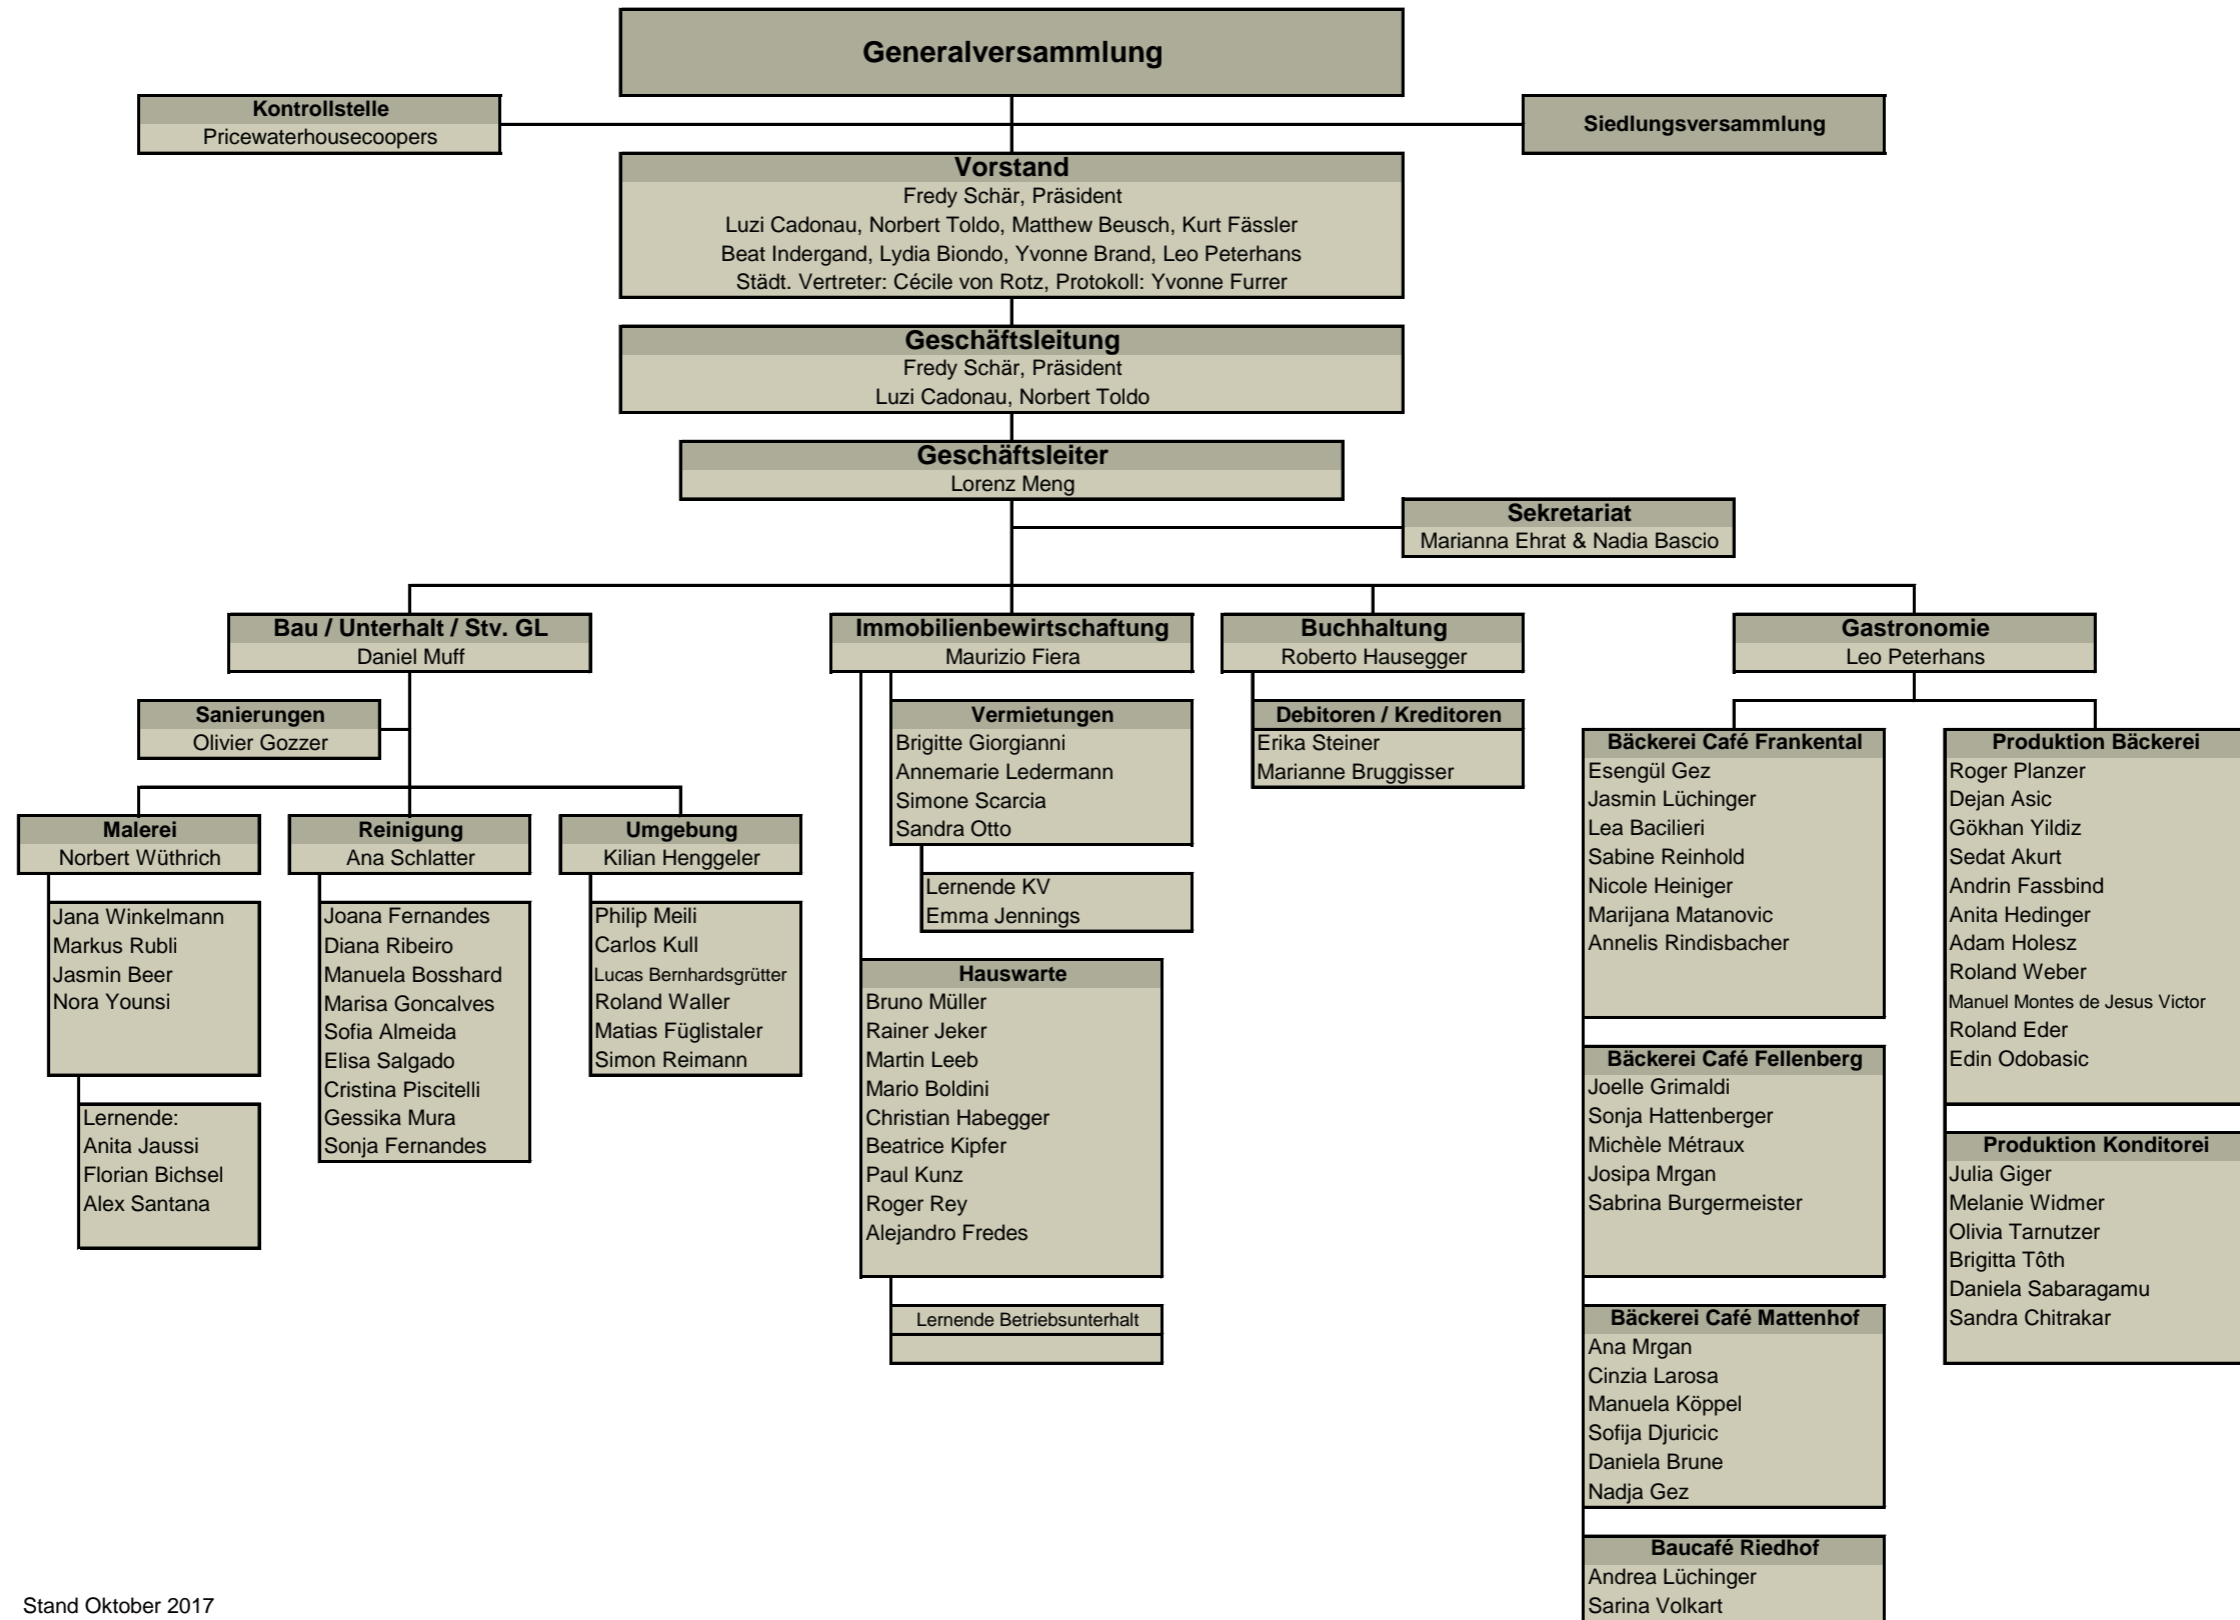 Generalversammlung
Kontrollstelle
Pricewaterhousecoopers
Siedlungsversammlung
Vorstand
Fredy Schär, Präsident
Luzi Cadonau, Norbert Toldo, Matthew Beusch, Kurt Fässler
Beat Indergand, Lydia Biondo, Yvonne Brand, Leo Peterhans
Städt. Vertreter: Cécile von Rotz, Protokoll: Yvonne Furrer
Geschäftsleitung
Fredy Schär, Präsident
Luzi Cadonau, Norbert Toldo
Geschäftsleiter
Lorenz Meng
Sekretariat
Marianna Ehrat & Nadia Bascio
Bau / Unterhalt / Stv. GL
Daniel Muff
Sanierungen
Olivier Gozzer
Malerei
Norbert Wüthrich
Jana Winkelmann
Markus Rubli
Jasmin Beer
Nora Younsi
Lernende:
Anita Jaussi
Florian Bichsel
Alex Santana
Reinigung
Ana Schlatter
Joana Fernandes
Diana Ribeiro
Manuela Bosshard
Marisa Goncalves
Sofia Almeida
Elisa Salgado
Cristina Piscitelli
Gessika Mura
Sonja Fernandes
Umgebung
Kilian Henggeler
Philip Meili
Carlos Kull
Lucas Bernhardsgrütter
Roland Waller
Matias Füglistaler
Simon Reimann
Immobilienbewirtschaftung
Maurizio Fiera
Vermietungen
Brigitte Giorgianni
Annemarie Ledermann
Simone Scarcia
Sandra Otto
Lernende KV
Emma Jennings
Hauswarte
Bruno Müller
Rainer Jeker
Martin Leeb
Mario Boldini
Christian Habegger
Beatrice Kipfer
Paul Kunz
Roger Rey
Alejandro Fredes
Lernende Betriebsunterhalt
Buchhaltung
Roberto Hausegger
Debitoren / Kreditoren
Erika Steiner
Marianne Bruggisser
Gastronomie
Leo Peterhans
Bäckerei Café Frankental
Esengül Gez
Jasmin Lüchinger
Lea Bacilieri
Sabine Reinhold
Nicole Heiniger
Marijana Matanovic
Annelis Rindisbacher
Bäckerei Café Fellenberg
Joelle Grimaldi
Sonja Hattenberger
Michèle Métraux
Josipa Mrgan
Sabrina Burgermeister
Bäckerei Café Mattenhof
Ana Mrgan
Cinzia Larosa
Manuela Köppel
Sofija Djuricic
Daniela Brune
Nadja Gez
Baucafé Riedhof
Andrea Lüchinger
Sarina Volkart
Produktion Bäckerei
Roger Planzer
Dejan Asic
Gökhan Yildiz
Sedat Akurt
Andrin Fassbind
Anita Hedinger
Adam Holesz
Roland Weber
Manuel Montes de Jesus Victor
Roland Eder
Edin Odobasic
Produktion Konditorei
Julia Giger
Melanie Widmer
Olivia Tarnutzer
Brigitta Tôth
Daniela Sabaragamu
Sandra Chitrakar
Stand Oktober 2017